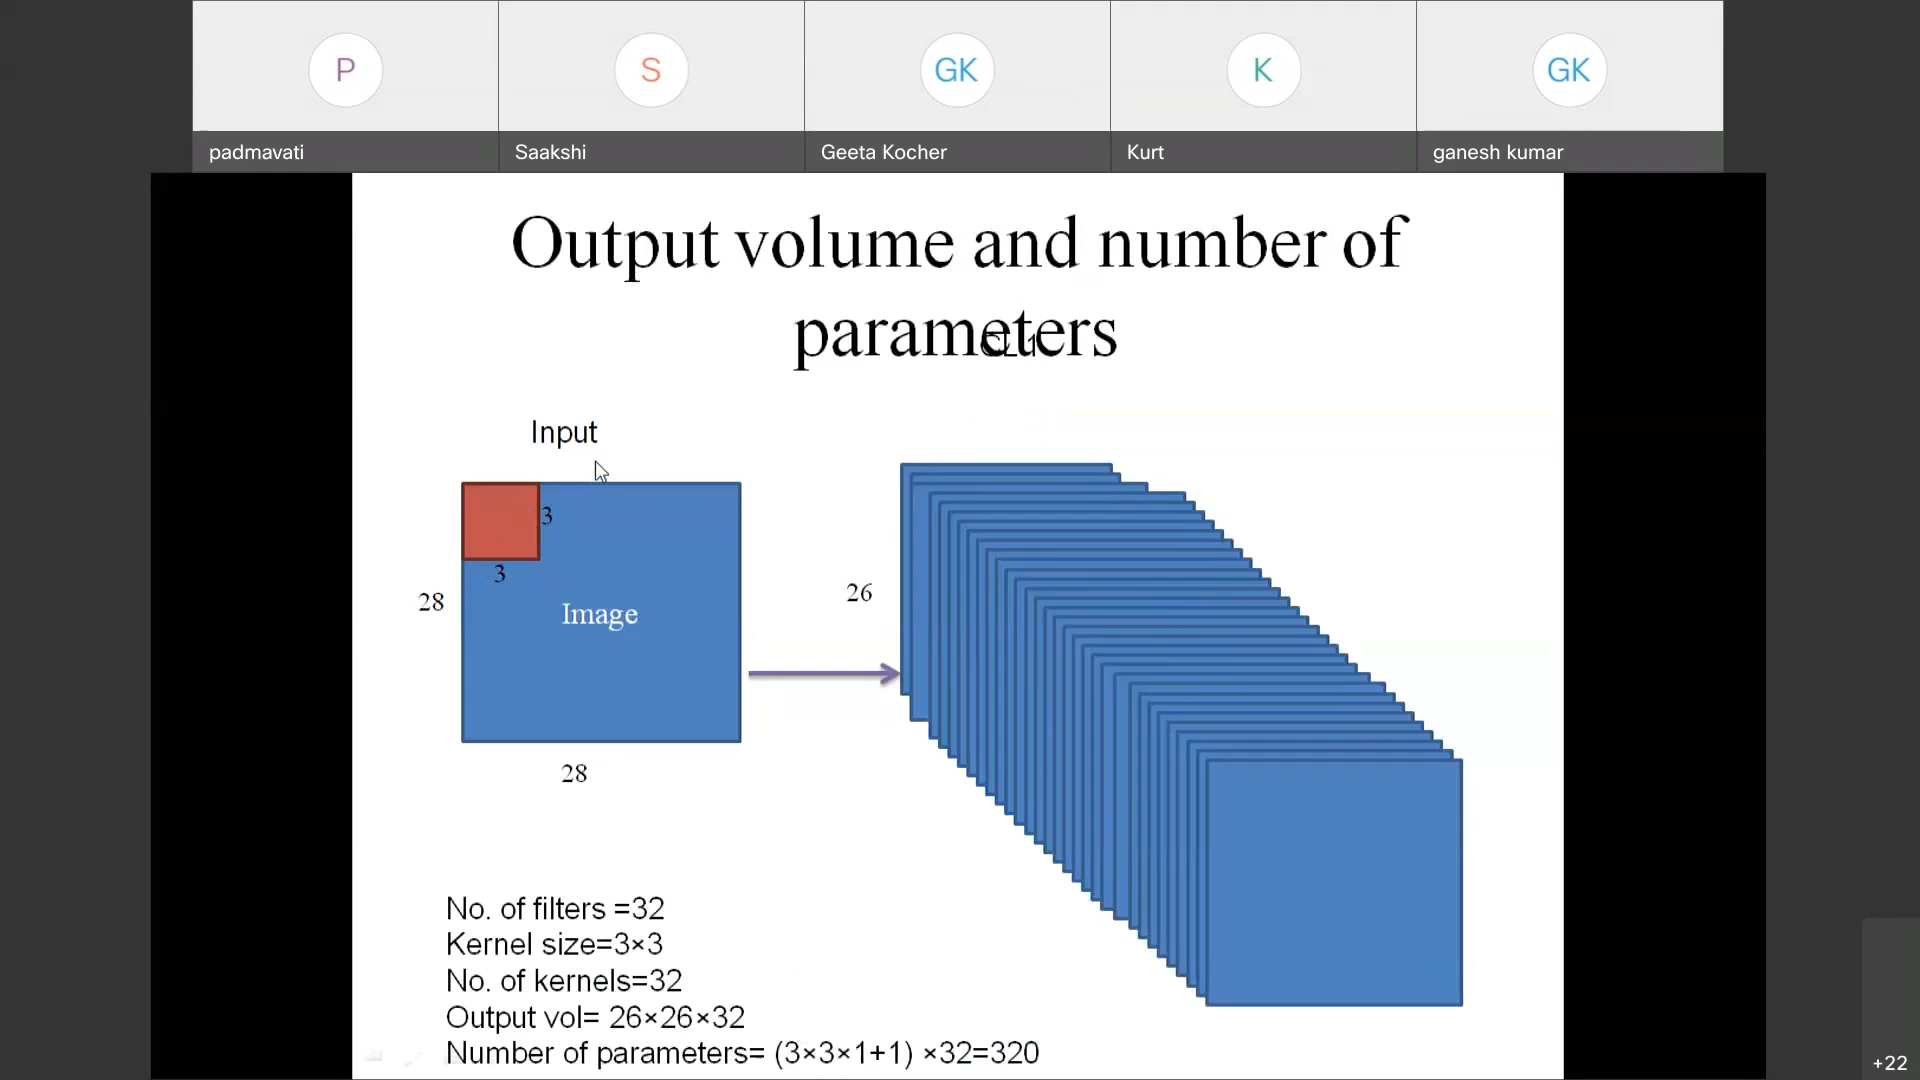 P
S
GK
K
GK
padmavati
Saakshi
Geeta Kocher
Kurt
ganesh kumar
Output volume and number of
parameters
CL1
Input
3
3
28
Image
28
26
No. of filters =32
Kernel size=3×3
No. of kernels=32
Output vol= 26×26×32
Number of parameters= (3×3×1+1) ×32=320
+22